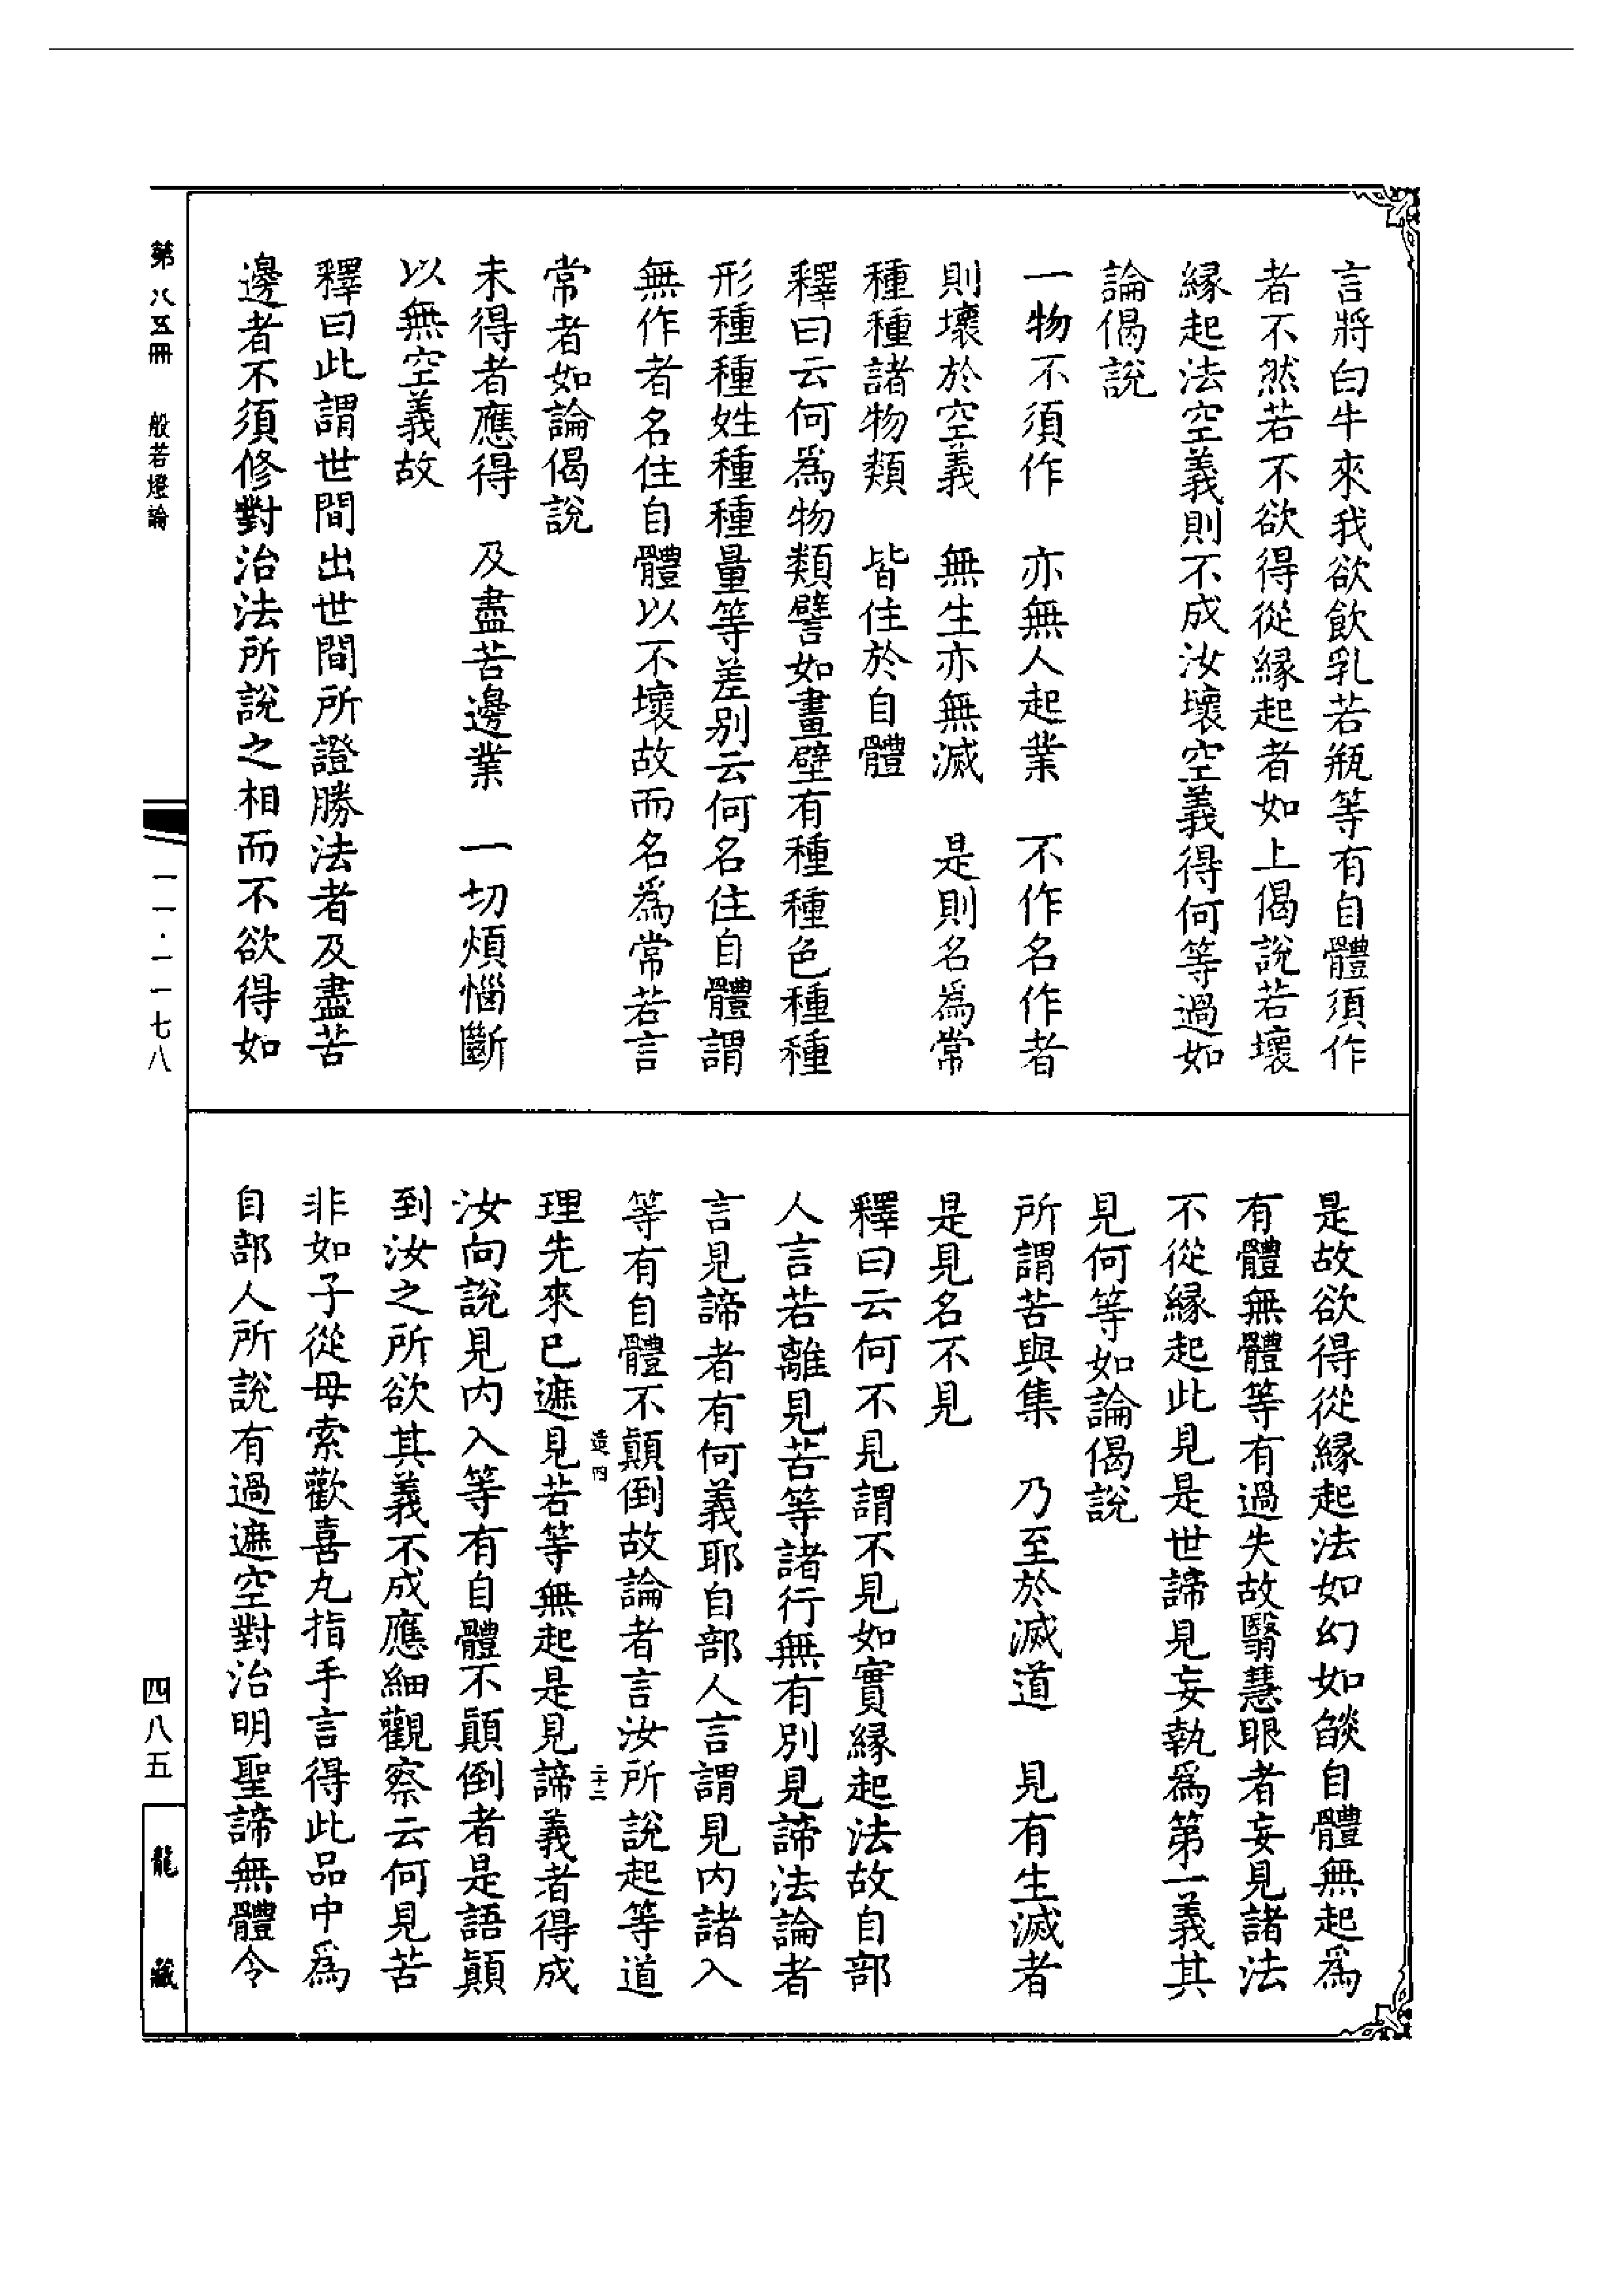 言將白牛來我欲飲乳若瓶等有自體須作
者不然若不欲得從緣起者如上偈說若壞
緣起法空義則不成汝壞空義得何等過如
論偈說
一物不須作　亦無人起業　不作名作者
則壞於空義　無生亦無滅　是則名為常
種種諸物類　皆住於自體
釋曰云何為物類譬如畫壁有種種色種種
形種種姓種種量等差別云何名住自體謂
無作者名住自體以不壞故而名為常若言
常者如論偈說
未得者應得　及盡苦邊業　一切煩惱斷
以無空義故
釋曰此謂世間出世間所證勝法者及盡苦
邊者不須修對治法所說之相而不欲得如
是故欲得從緣起法如幻如燄自體無起為
有體無體等有過失故翳慧眼者妄見諸法
不從緣起此見是世諦見妄執為第一義其
見何等如論偈說
所謂苦與集　乃至於滅道　見有生滅者
是見名不見
釋曰云何不見謂不見如實緣起法故自部
人言若離見苦等諸行無有別見諦法論者
言見諦者有何義耶自部人言謂見內諸入
等有自體不顛倒故論者言汝所說起等道
造四　二十三
理先來已遮見若等無起是見諦義者得成
汝向說見內入等有自體不顛倒者是語顛
到汝之所欲其義不成應細觀察云何見苦
非如子從母索歡喜丸指手言得此品中為
自部人所說有過遮空對治明聖諦無體令
第八五冊　般若燈論
一一·一一七八
四八五
龍藏